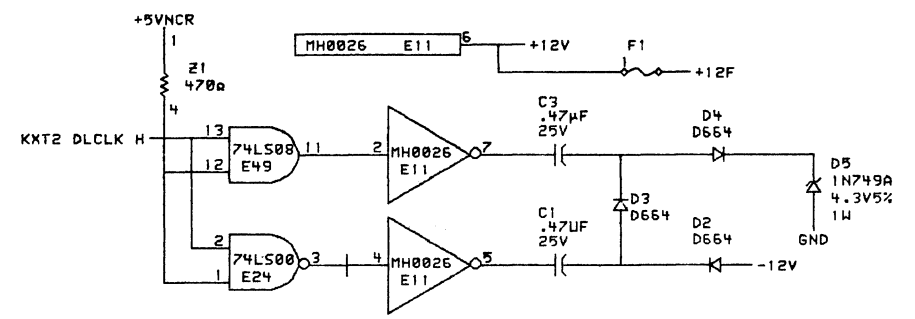 +5VNCR
1
Z1
470Ω
4
MH0026 E11
6
+12V
F1
+12F
KXT2 DLCLK H
13
12
74LS08
E49
11
2
MH0026
E11
7
C3
.47µF
25V
D4
D664
D5
1N749A
4.3V5%
1W
GND
D3
D664
2
1
74LS00
E24
3
4
MH0026
E11
5
C1
.47UF
25V
D2
D664
-12V